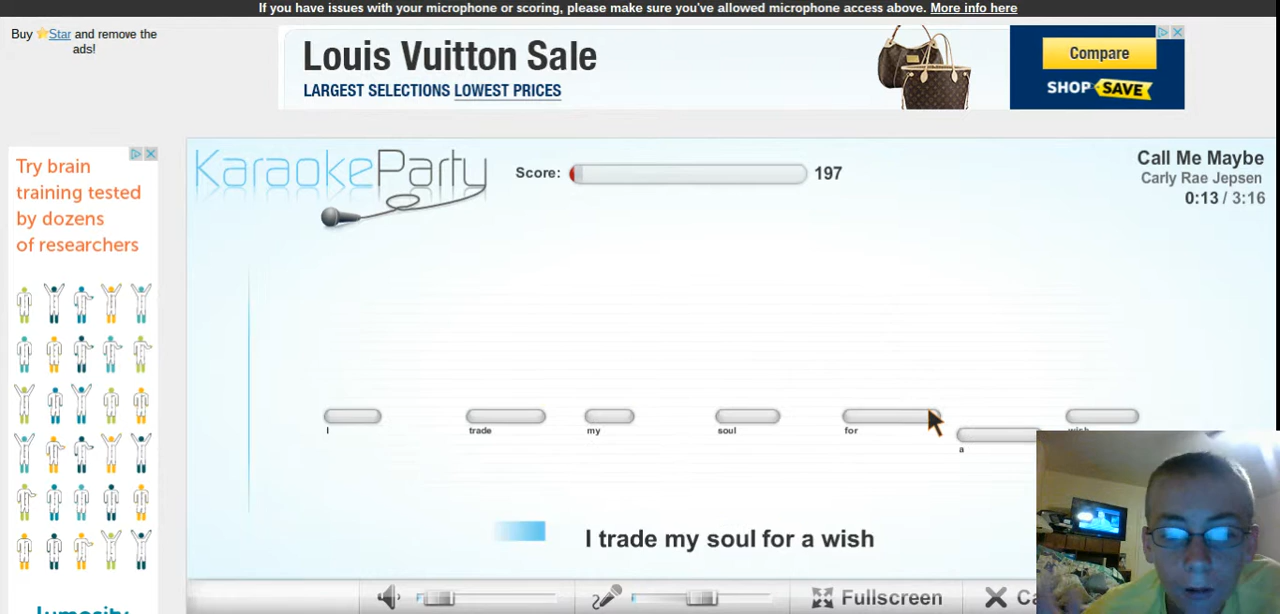 If you have issues with your microphone or scoring, please make sure you've allowed microphone access above. More info here
Buy Star and remove the
ads!
Louis Vuitton Sale
LARGEST SELECTIONS LOWEST PRICES
Compare
SHOP SAVE
Try brain
training tested
by dozens
of researchers
KaraokeParty
Score: 197
Call Me Maybe
Carly Rae Jepsen
0:13 / 3:16
I trade my soul for a wish
I trade my soul for a wish
Fullscreen
lumosity